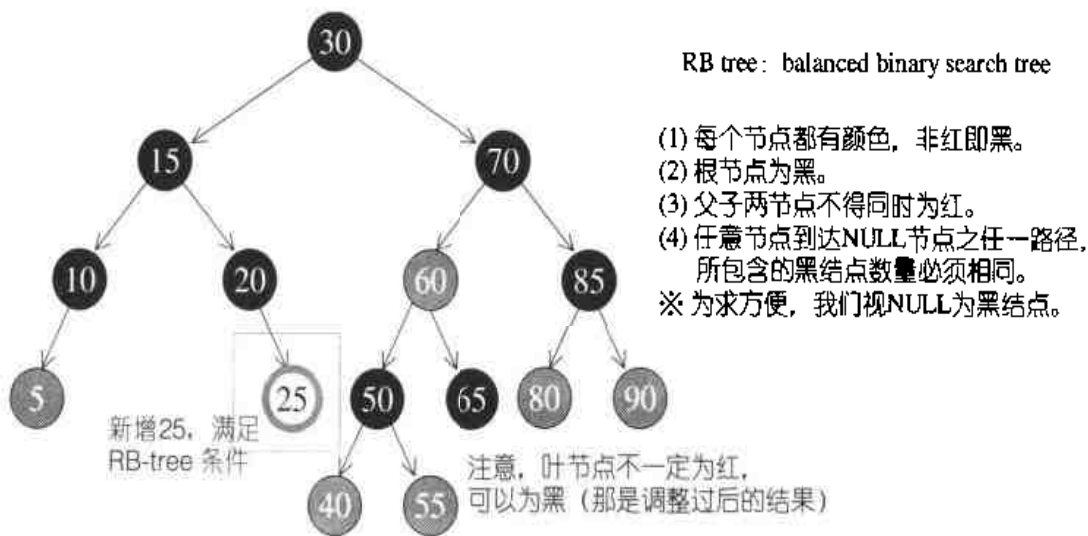 30
RB tree: balanced binary search tree
(1) 每个节点都有颜色，非红即黑。
15
70
(2) 根节点为黑。
(3) 父子两节点不得同时为红。
(4) 任意节点到达NULL节点之任一路径，
所包含的黑结点数量必须相同。
※ 为求方便，我们视NULL为黑结点。
10
20
60
85
5
25
50
65
80
90
新增25，满足
RB-tree 条件
注意，叶节点不一定为红，
可以为黑（那是调整过后的结果）
40
55